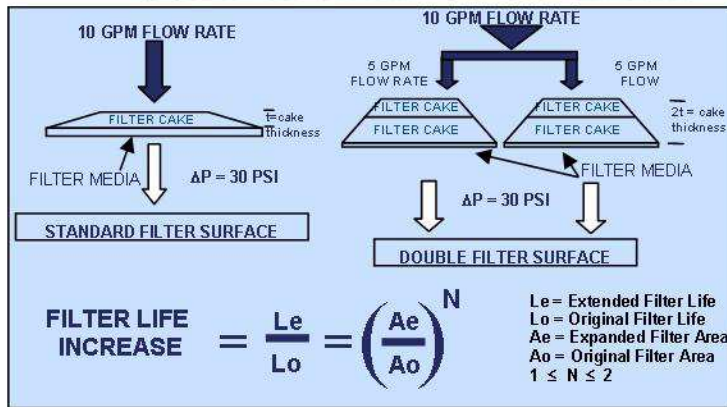 10 GPM FLOW RATE
FILTER CAKE
t=cake
thickness
FILTER MEDIA
ΔP = 30 PSI
STANDARD FILTER SURFACE
10 GPM FLOW RATE
5 GPM
FLOW RATE
5 GPM
FLOW
FILTER CAKE
FILTER CAKE
FILTER CAKE
FILTER CAKE
2t= cake
thickness
FILTER MEDIA
ΔP = 30 PSI
DOUBLE FILTER SURFACE
FILTER LIFE
INCREASE
= Le/Lo = (Ae/Ao)^N
Le = Extended Filter Life
Lo = Original Filter Life
Ae = Expanded Filter Area
Ao = Original Filter Area
1 ≤ N ≤ 2